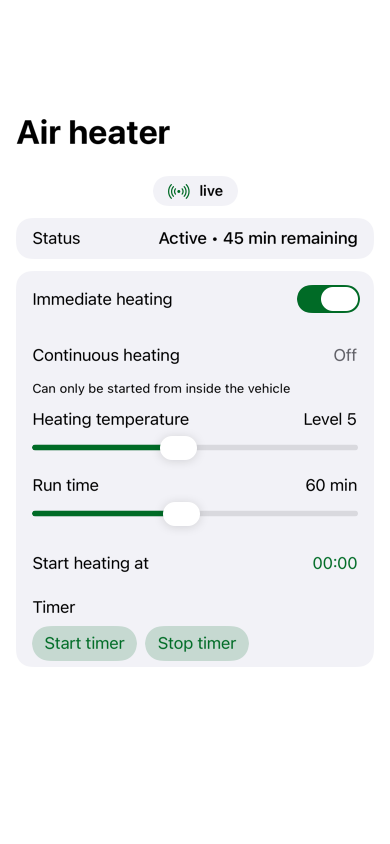 Air heater
live
Status Active • 45 min remaining
Immediate heating
Continuous heating Off
Can only be started from inside the vehicle
Heating temperature Level 5
Run time 60 min
Start heating at 00:00
Timer
Start timer Stop timer